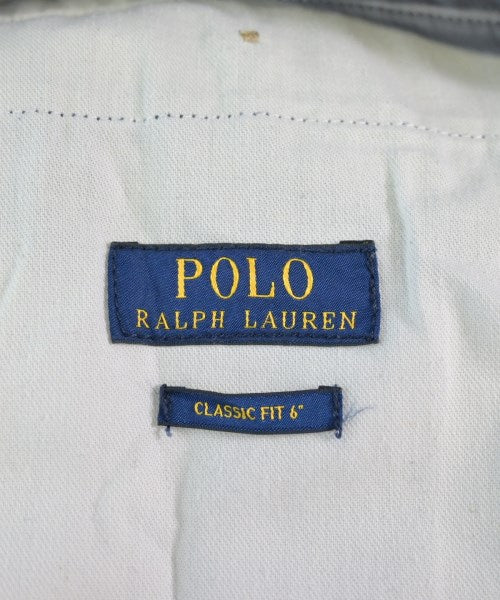 POLO
RALPH LAUREN
CLASSIC FIT 6"